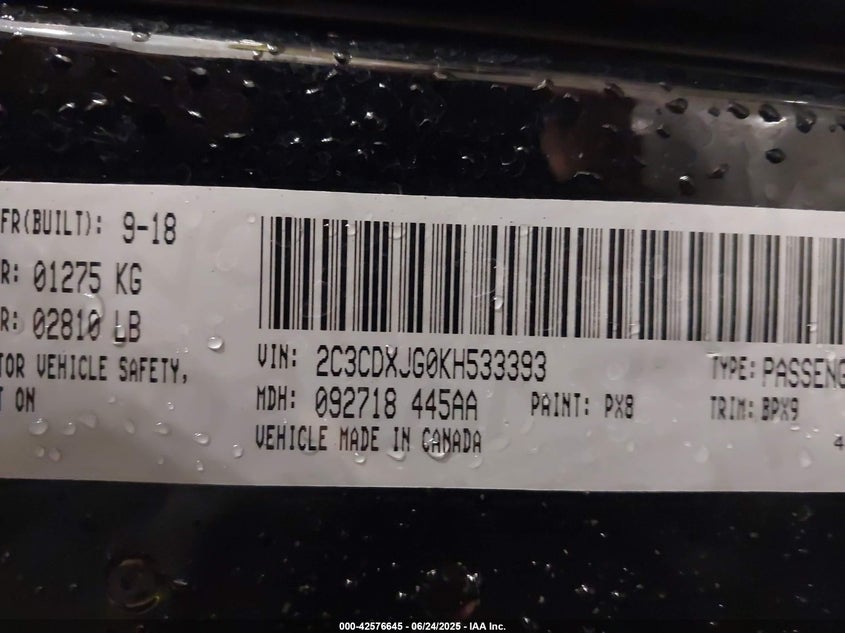 FR(BUILT): 9-18
R: 01275 KG
R: 02810 LB
TOR VEHICLE SAFETY,
T ON
VIN: 2C3CDXJG0KH533393
TYPE: PASSENG
MDH: 092718 445AA
PAINT: PX8
TRIM: BPX9
VEHICLE MADE IN CANADA
4
000-42576645 - 06/24/2025 - IAA Inc.